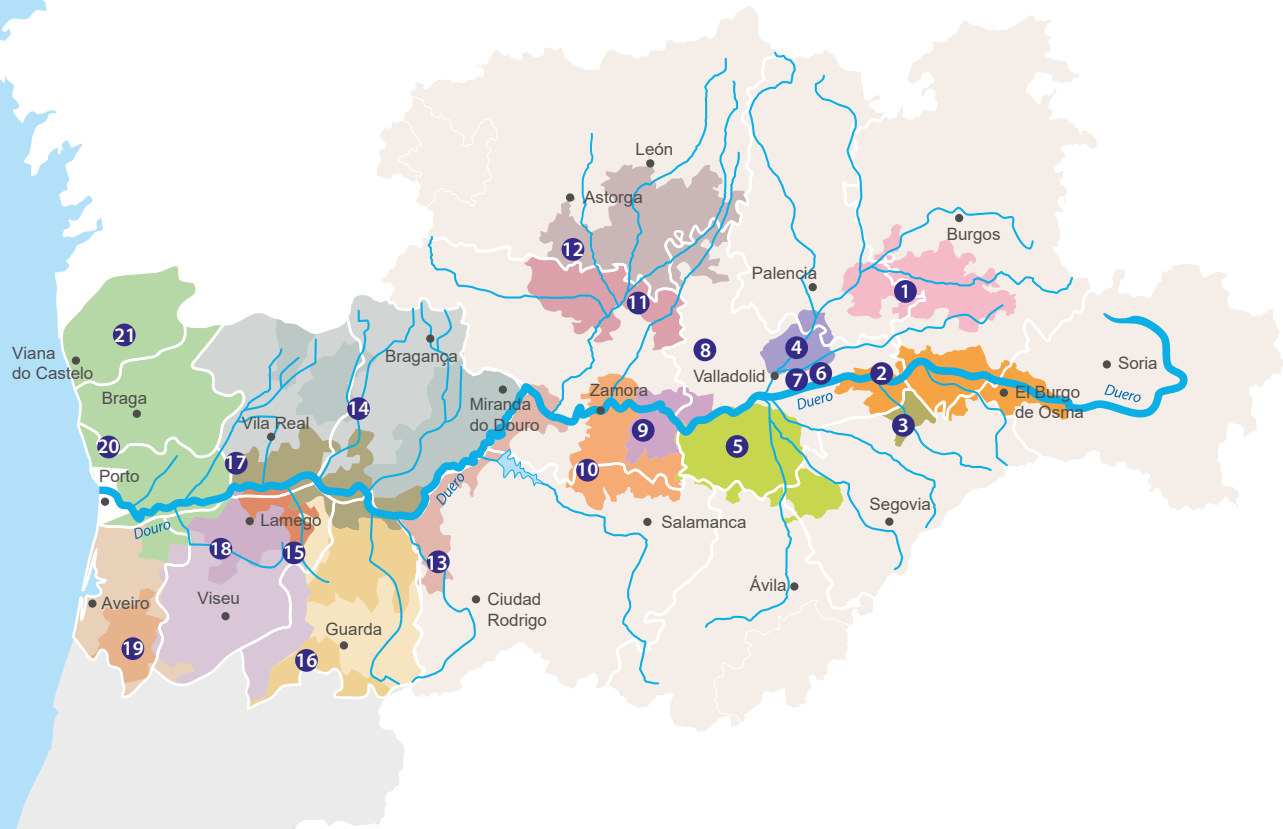 León
Astorga
12
Burgos
Palencia
1
11
21
Viana
do Castelo
Bragança
8
4
Valladolid
7
6
2
Soria
Duero
El Burgo
de Osma
Duero
3
Braga
14
Miranda
do Douro
Zamora
9
5
10
Vila Real
20
17
Porto
Duero
Segovia
Salamanca
Douro
Lamego
18
15
13
Ávila
Aveiro
Viseu
Ciudad
Rodrigo
Guarda
19
16